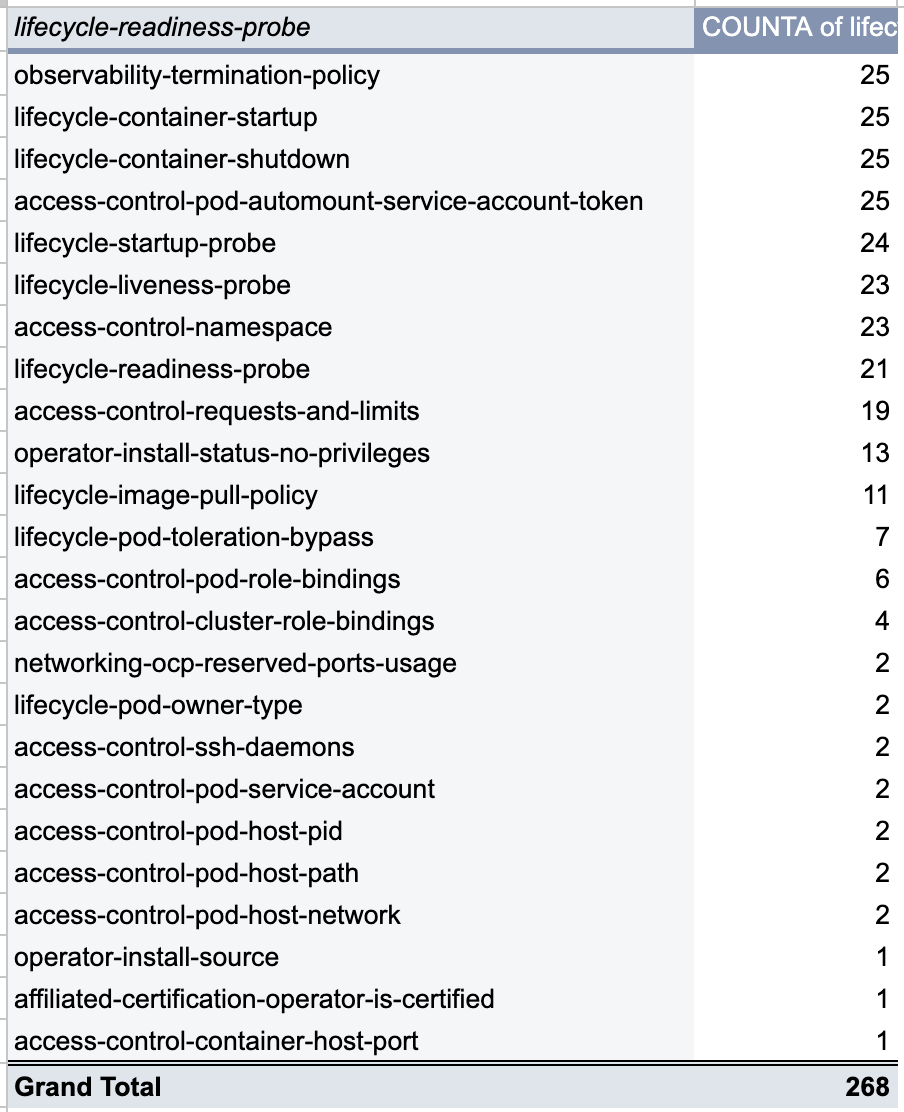 lifecycle-readiness-probe COUNTA of lifec
observability-termination-policy 25
lifecycle-container-startup 25
lifecycle-container-shutdown 25
access-control-pod-automount-service-account-token 25
lifecycle-startup-probe 24
lifecycle-liveness-probe 23
access-control-namespace 23
lifecycle-readiness-probe 21
access-control-requests-and-limits 19
operator-install-status-no-privileges 13
lifecycle-image-pull-policy 11
lifecycle-pod-toleration-bypass 7
access-control-pod-role-bindings 6
access-control-cluster-role-bindings 4
networking-ocp-reserved-ports-usage 2
lifecycle-pod-owner-type 2
access-control-ssh-daemons 2
access-control-pod-service-account 2
access-control-pod-host-pid 2
access-control-pod-host-path 2
access-control-pod-host-network 2
operator-install-source 1
affiliated-certification-operator-is-certified 1
access-control-container-host-port 1
Grand Total 268